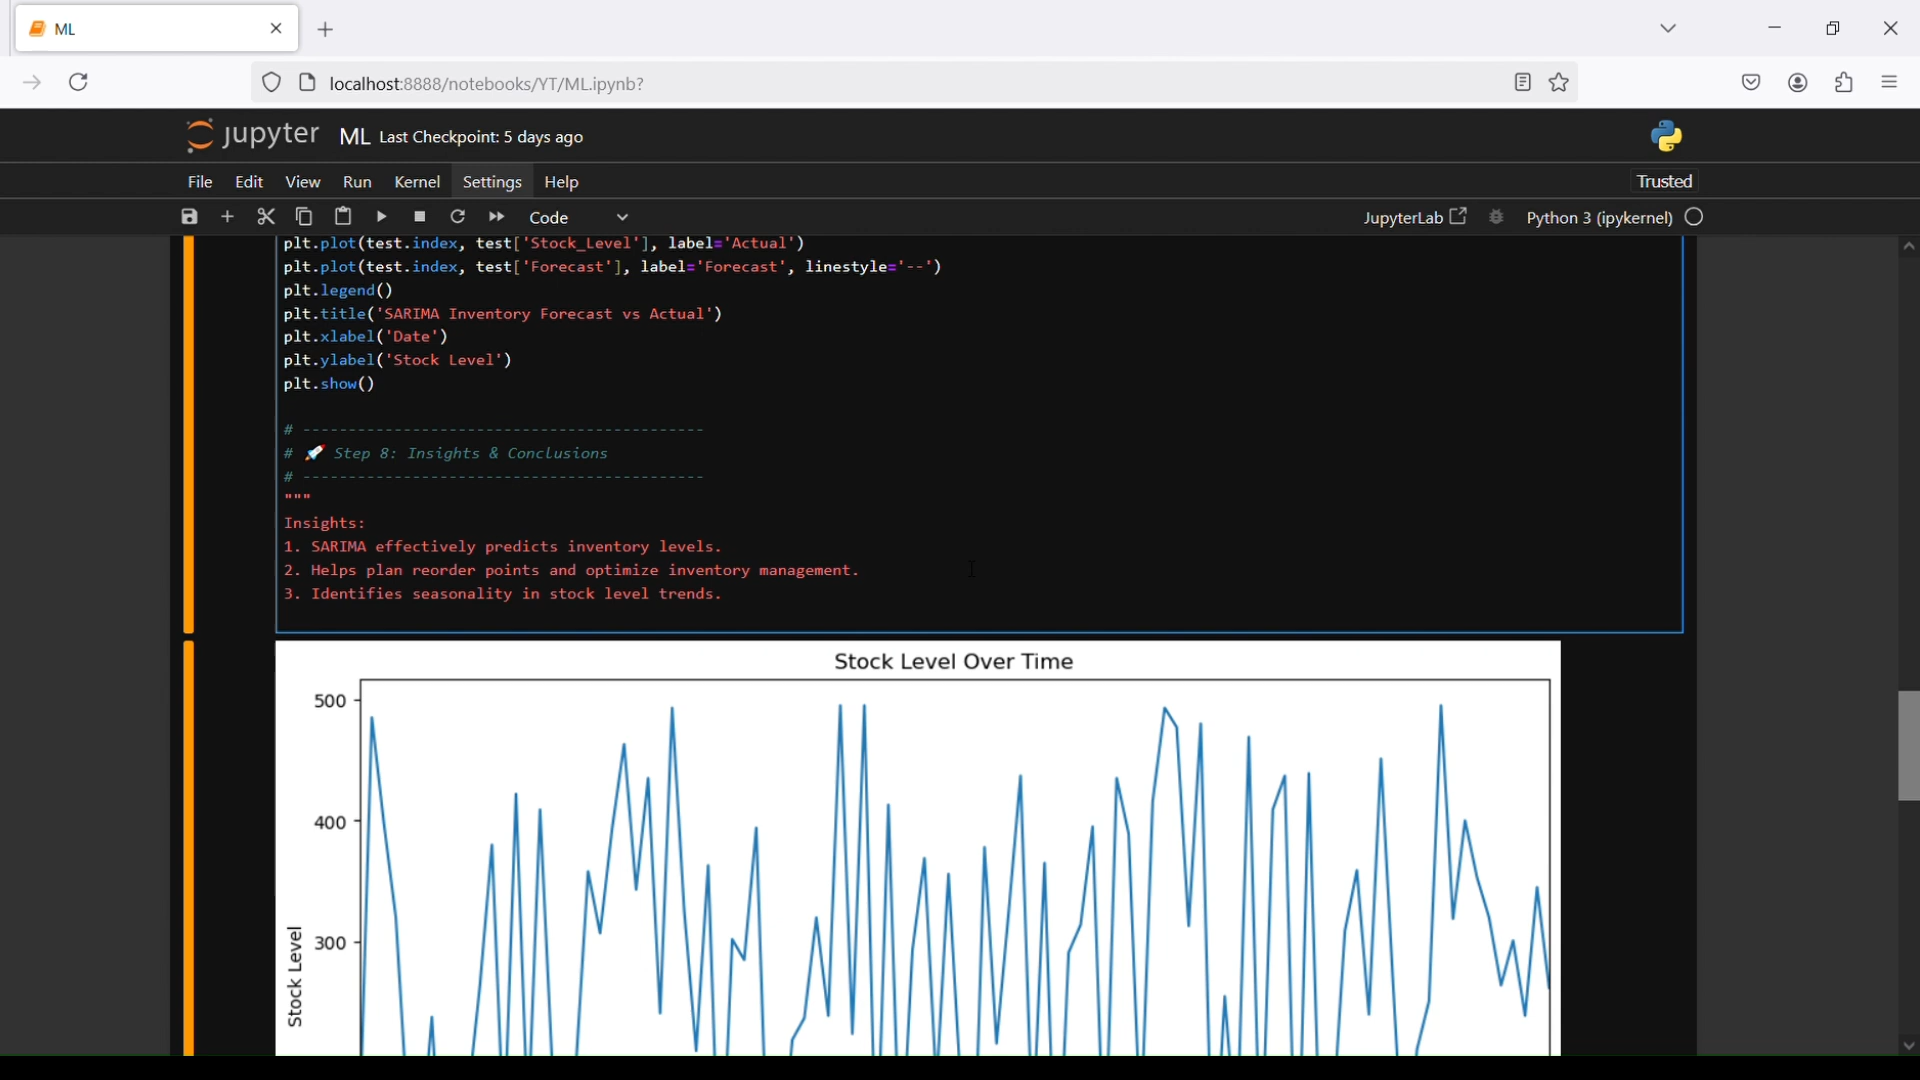 ML
localhost:8888/notebooks/YT/ML.ipynb?
jupyter ML Last Checkpoint: 5 days ago
File Edit View Run Kernel Settings Help Trusted
Code JupyterLab Python 3 (ipykernel)
plt.plot(test.index, test['Stock_Level'], label='Actual')
plt.plot(test.index, test['Forecast'], label='Forecast', linestyle='--')
plt.legend()
plt.title('SARIMA Inventory Forecast vs Actual')
plt.xlabel('Date')
plt.ylabel('Stock Level')
plt.show()
# --------------------------------------------
# 🚀 Step 8: Insights & Conclusions
# --------------------------------------------
"""
Insights:
1. SARIMA effectively predicts inventory levels.
2. Helps plan reorder points and optimize inventory management.
3. Identifies seasonality in stock level trends.
Stock Level Over Time
500
400
300
Stock Level